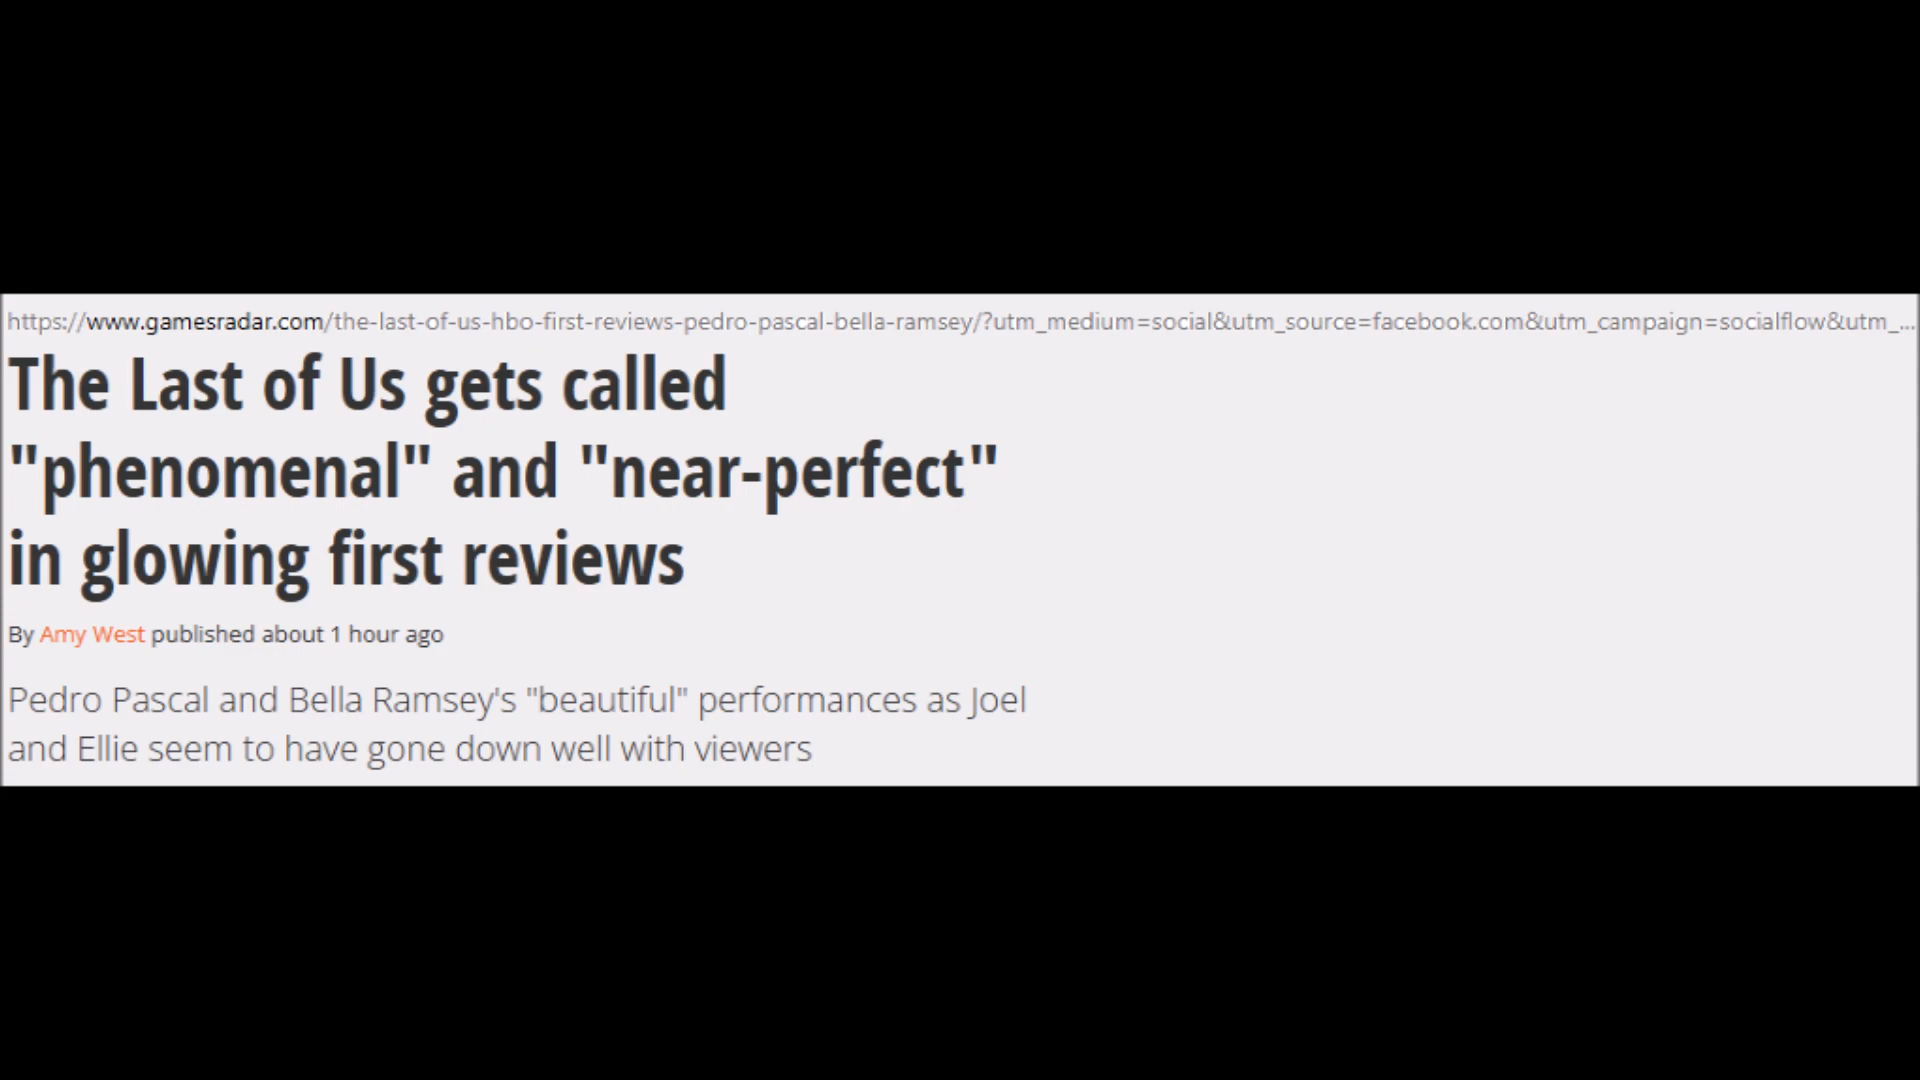 https://www.gamesradar.com/the-last-of-us-hbo-first-reviews-pedro-pascal-bella-ramsey/?utm_medium=social&utm_source=facebook.com&utm_campaign=socialflow&utm_...
The Last of Us gets called
"phenomenal" and "near-perfect"
in glowing first reviews
By Amy West published about 1 hour ago
Pedro Pascal and Bella Ramsey's "beautiful" performances as Joel
and Ellie seem to have gone down well with viewers